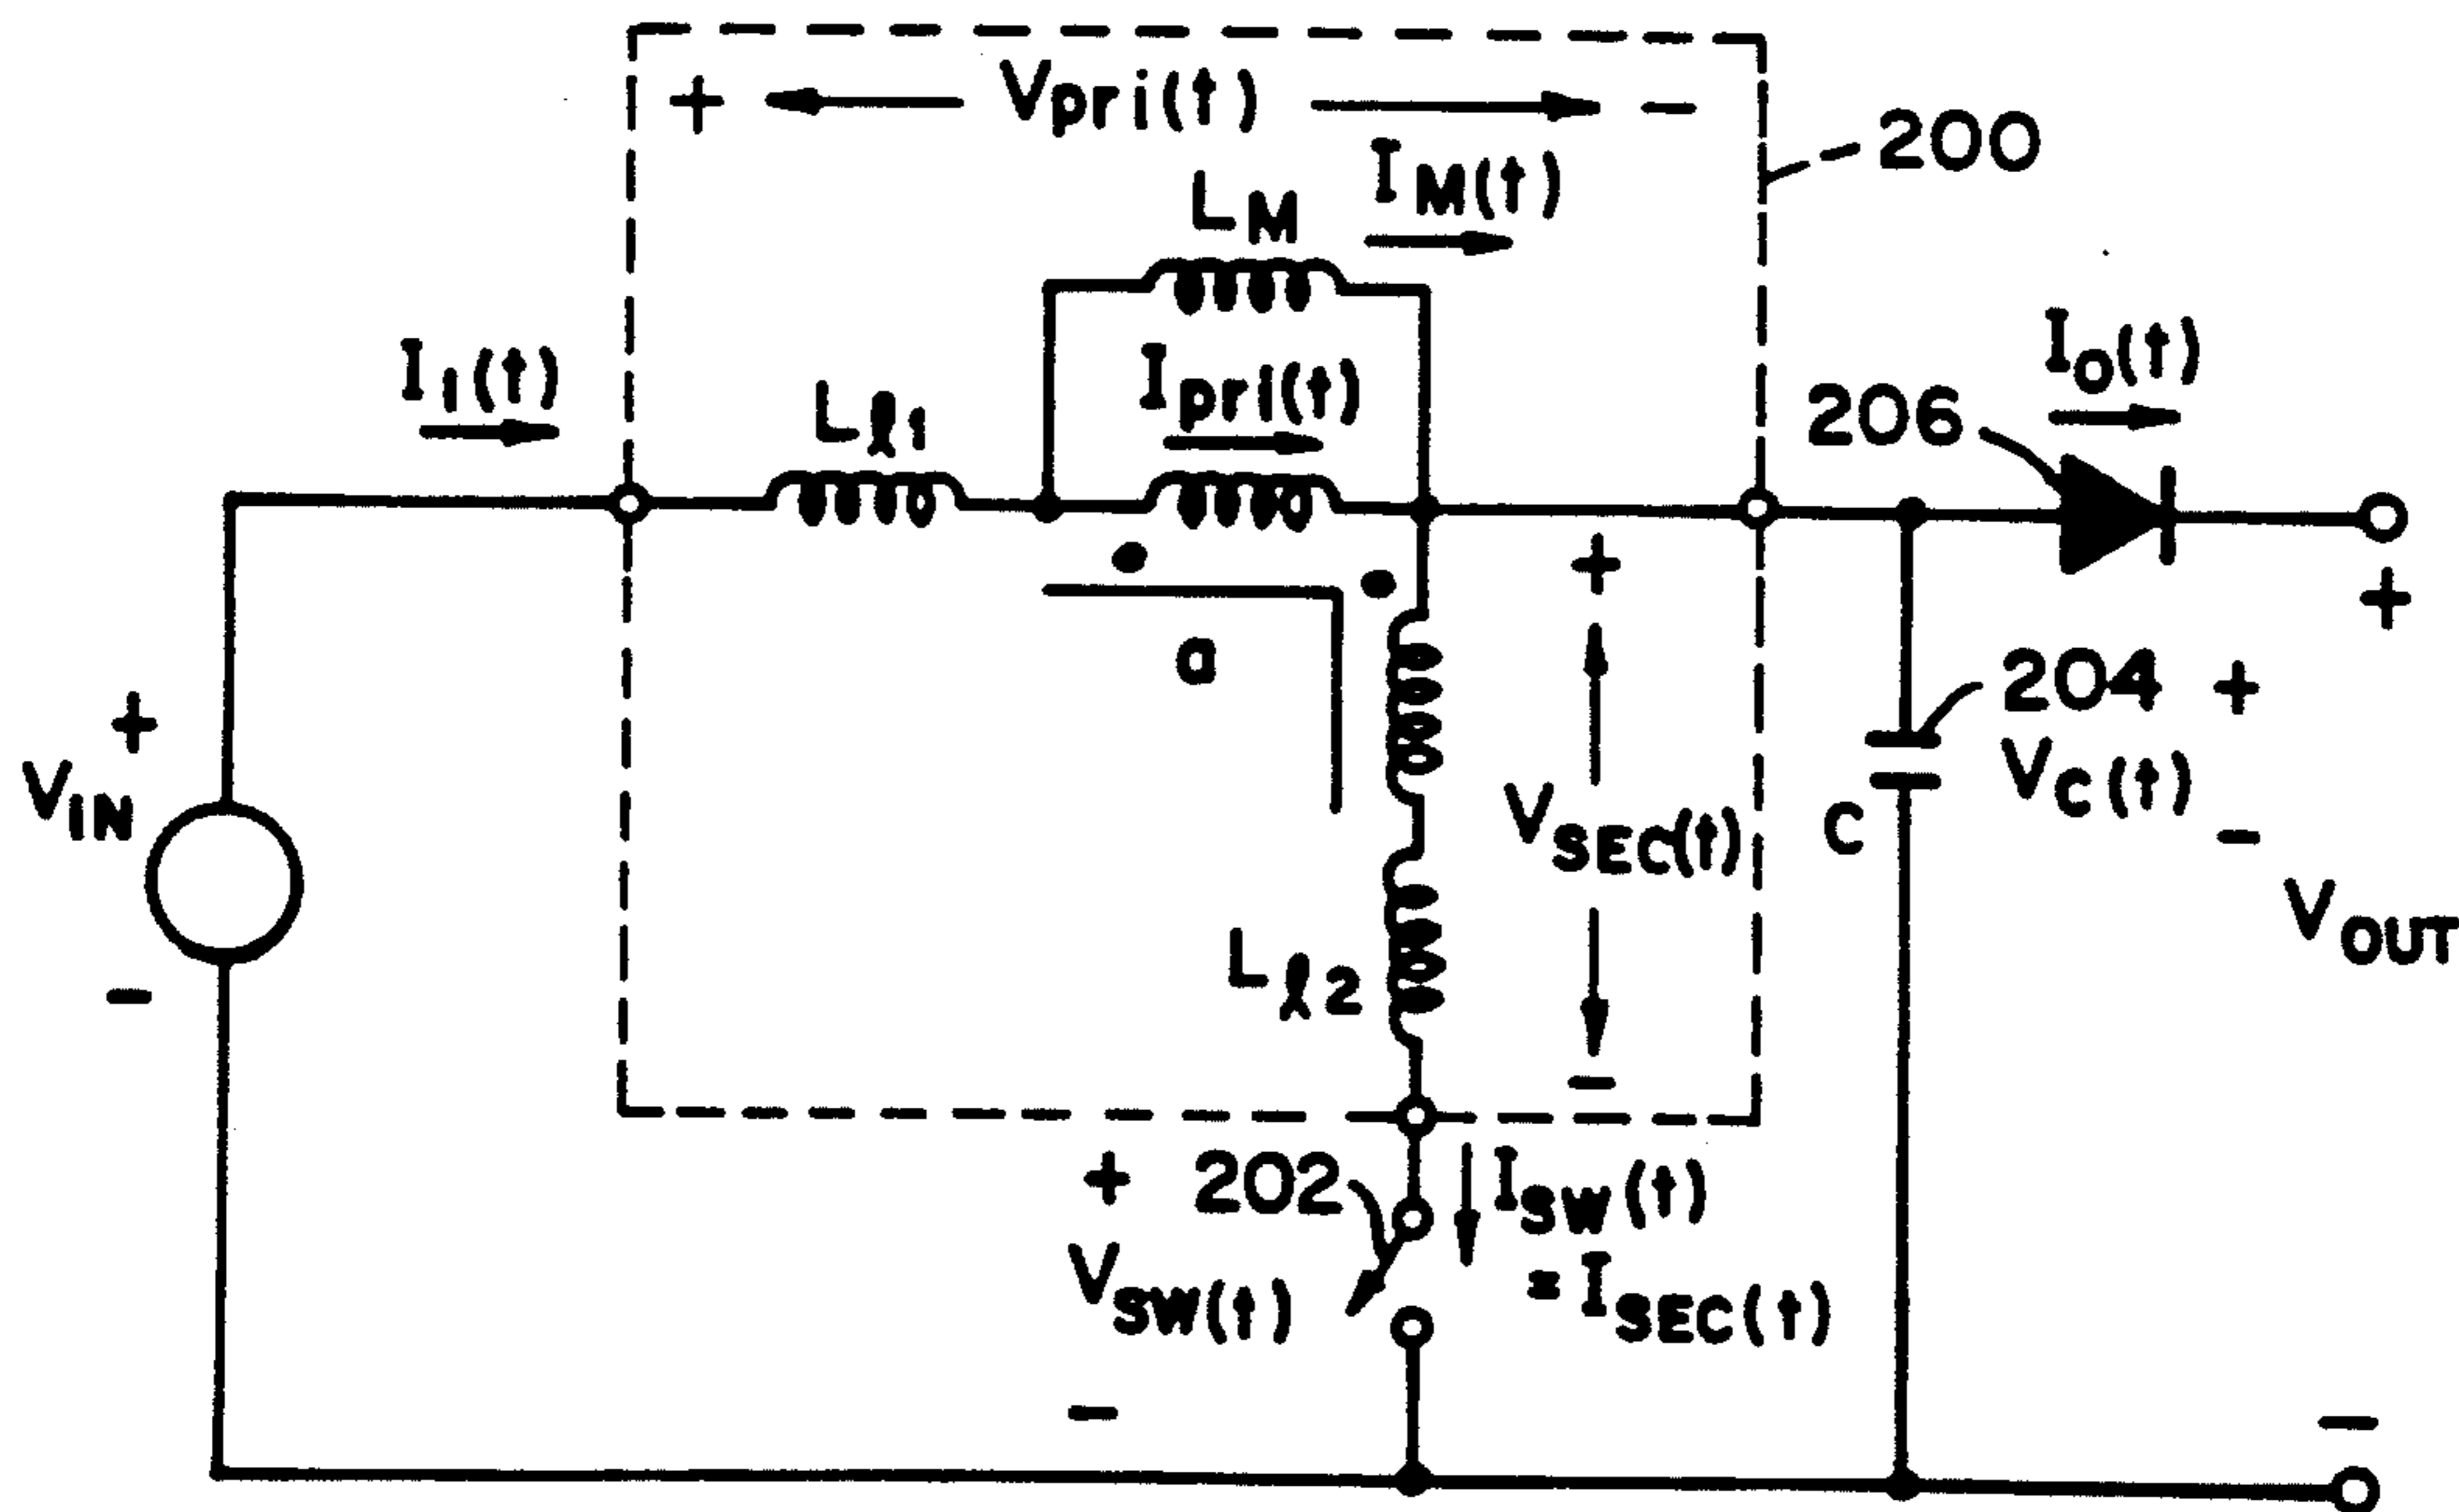 + Vpri(t) -
200
LM
IM(t)
I1(t)
Lℓ1
Ipri(t)
206
Io(t)
+
a
+
+
VIN
-
204
+
VC(t)
-
C
VSEC(t)
VOUT
Lℓ2
-
+
202
ISW(t)
= ISEC(t)
VSW(t)
-
-